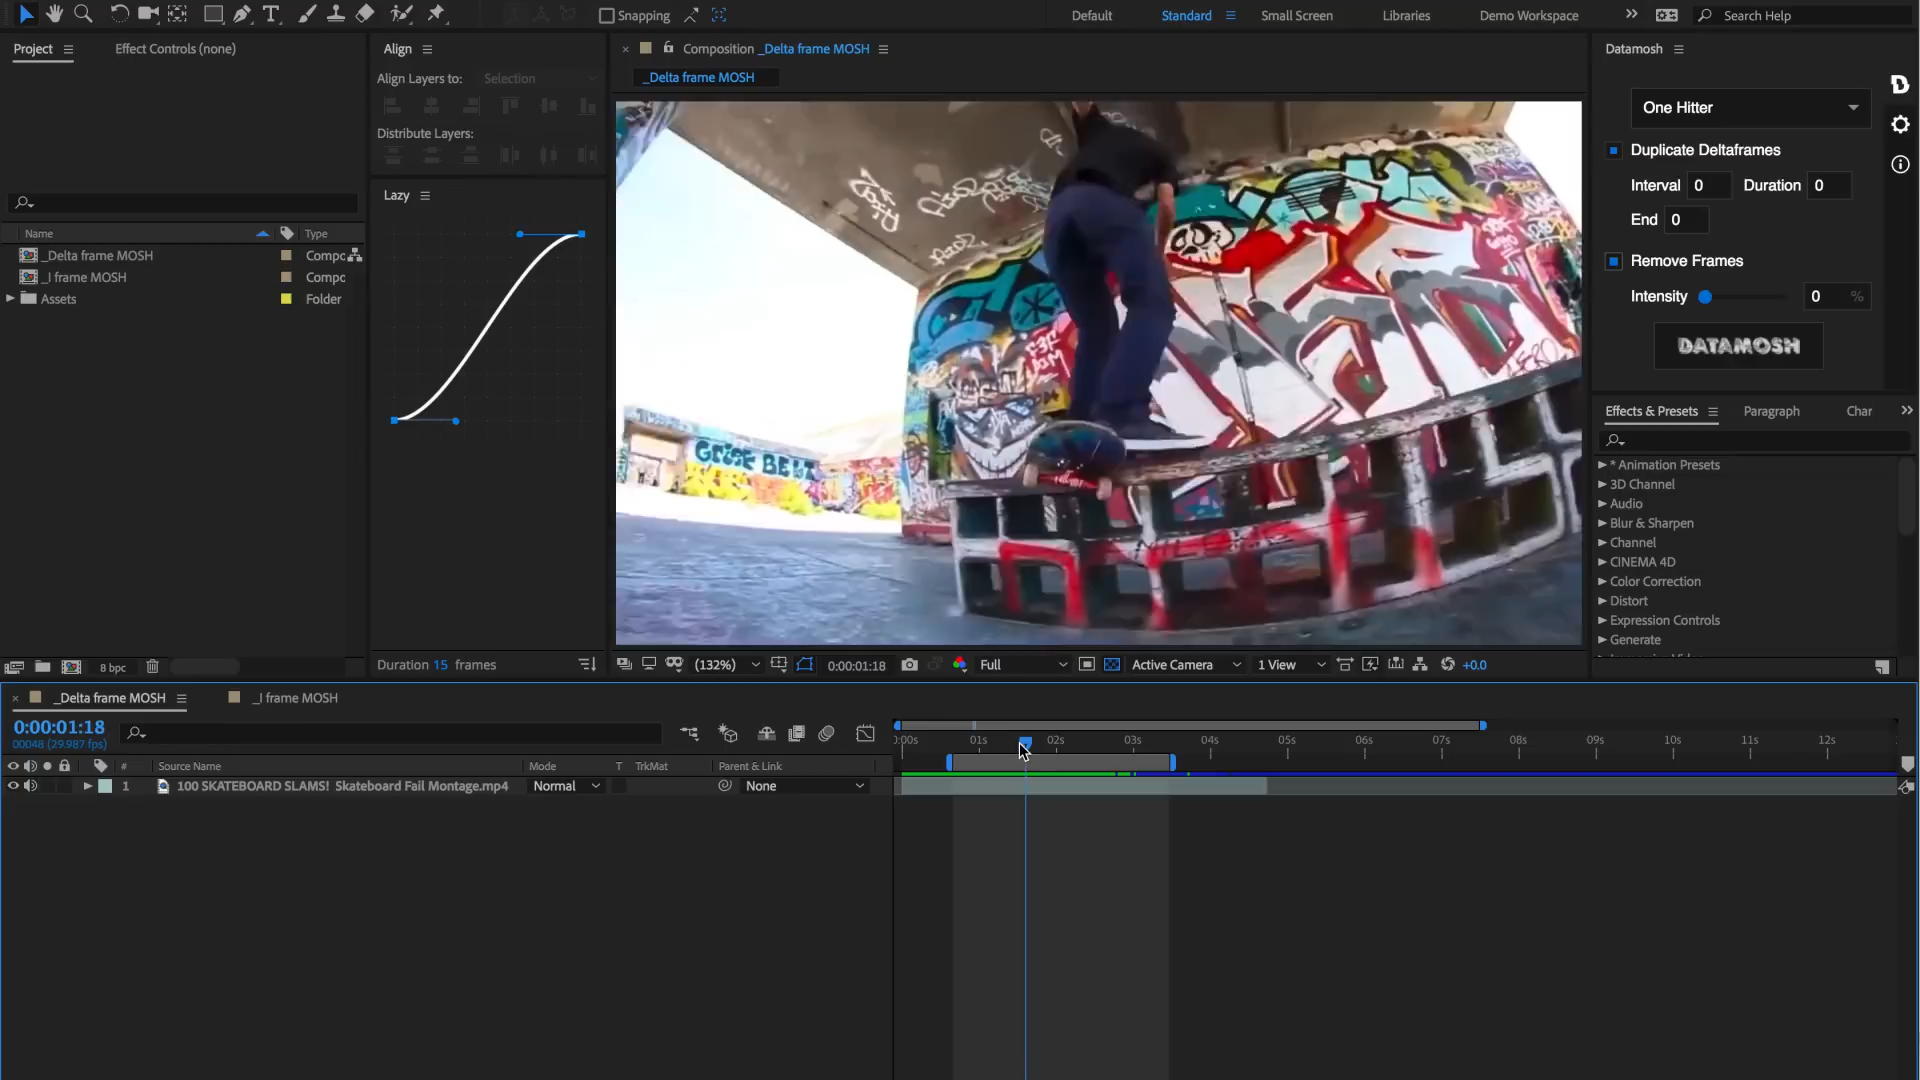 Snapping
Default
Standard
Small Screen
Libraries
Demo Workspace
Search Help
Project
Effect Controls (none)
Align
Composition _Delta frame MOSH
Datamosh
Align Layers to:
Selection
_Delta frame MOSH
One Hitter
Distribute Layers:
Duplicate Deltaframes
Interval 0
Duration 0
End 0
Lazy
Remove Frames
Intensity
0 %
DATAMOSH
Name
Type
_Delta frame MOSH
Compc
_I frame MOSH
Compc
Assets
Folder
Effects & Presets
Paragraph
Char
* Animation Presets
3D Channel
Audio
Blur & Sharpen
Channel
CINEMA 4D
Color Correction
Distort
Expression Controls
Generate
8 bpc
Duration 15 frames
(132%)
0:00:01:18
Full
Active Camera
1 View
+0.0
_Delta frame MOSH
_I frame MOSH
0:00:01:18
00048 (29.987 fps)
):00s
01s
02s
03s
04s
05s
06s
07s
08s
09s
10s
11s
12s
#
Source Name
Mode
T
TrkMat
Parent & Link
1
100 SKATEBOARD SLAMS! Skateboard Fail Montage.mp4
Normal
None